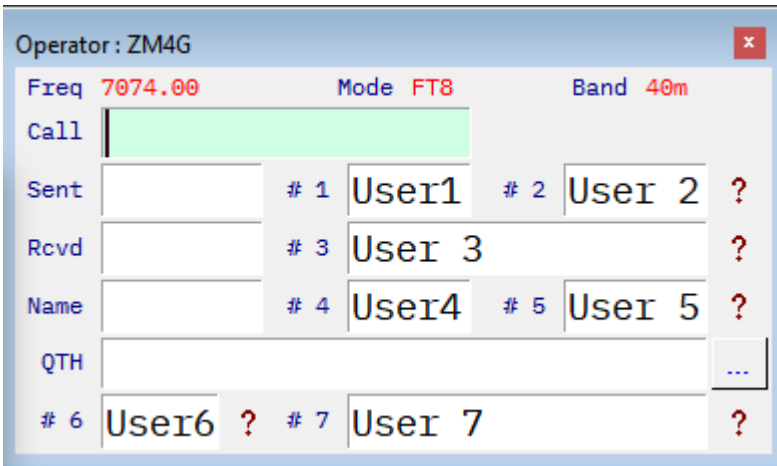 Operator : ZM4G x
Freq 7074.00 Mode FT8 Band 40m
Call
Sent # 1 User1 # 2 User 2 ?
Rcvd # 3 User 3 ?
Name # 4 User4 # 5 User 5 ?
QTH ...
# 6 User6 ? # 7 User 7 ?